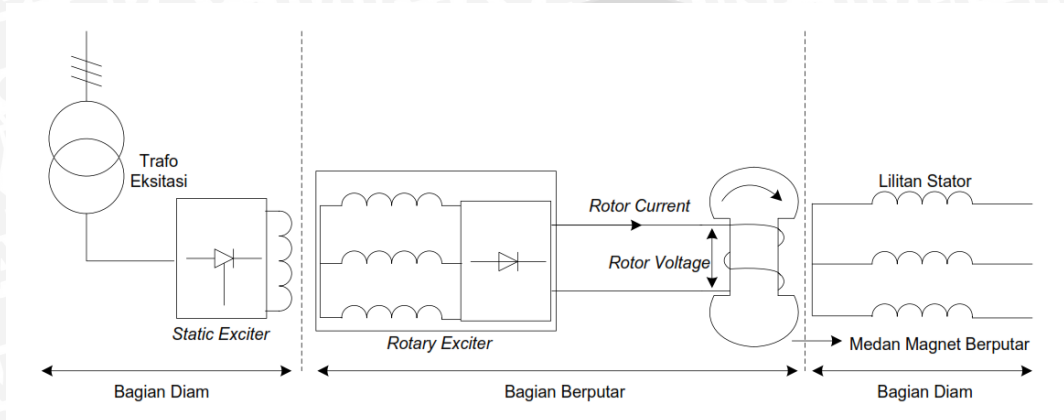 Trafo
Eksitasi
Static Exciter
Rotary Exciter
Rotor Current
Rotor Voltage
Lilitan Stator
Medan Magnet Berputar
Bagian Diam
Bagian Berputar
Bagian Diam